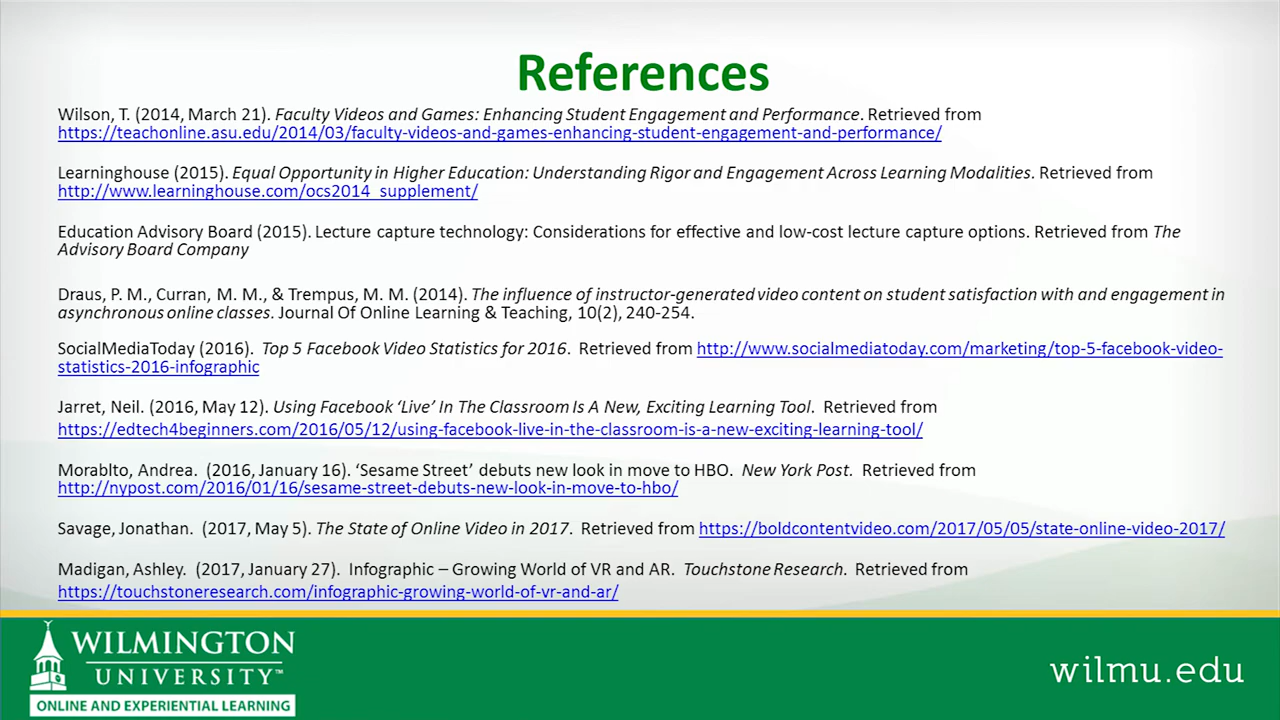 References
Wilson, T. (2014, March 21). Faculty Videos and Games: Enhancing Student Engagement and Performance. Retrieved from
https://teachonline.asu.edu/2014/03/faculty-videos-and-games-enhancing-student-engagement-and-performance/
Learninghouse (2015). Equal Opportunity in Higher Education: Understanding Rigor and Engagement Across Learning Modalities. Retrieved from
http://www.learninghouse.com/ocs2014_supplement/
Education Advisory Board (2015). Lecture capture technology: Considerations for effective and low-cost lecture capture options. Retrieved from The
Advisory Board Company
Draus, P. M., Curran, M. M., & Trempus, M. M. (2014). The influence of instructor-generated video content on student satisfaction with and engagement in
asynchronous online classes. Journal Of Online Learning & Teaching, 10(2), 240-254.
SocialMediaToday (2016). Top 5 Facebook Video Statistics for 2016. Retrieved from http://www.socialmediatoday.com/marketing/top-5-facebook-video-
statistics-2016-infographic
Jarret, Neil. (2016, May 12). Using Facebook ‘Live’ In The Classroom Is A New, Exciting Learning Tool. Retrieved from
https://edtech4beginners.com/2016/05/12/using-facebook-live-in-the-classroom-is-a-new-exciting-learning-tool/
Morablto, Andrea. (2016, January 16). ‘Sesame Street’ debuts new look in move to HBO. New York Post. Retrieved from
http://nypost.com/2016/01/16/sesame-street-debuts-new-look-in-move-to-hbo/
Savage, Jonathan. (2017, May 5). The State of Online Video in 2017. Retrieved from https://boldcontentvideo.com/2017/05/05/state-online-video-2017/
Madigan, Ashley. (2017, January 27). Infographic – Growing World of VR and AR. Touchstone Research. Retrieved from
https://touchstoneresearch.com/infographic-growing-world-of-vr-and-ar/
WILMINGTON
UNIVERSITY™
ONLINE AND EXPERIENTIAL LEARNING
wilmu.edu